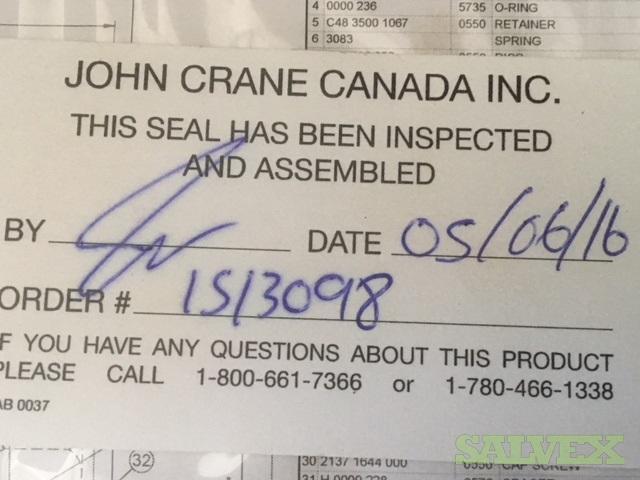 4 0000 236 5735 O-RING
5 C48 3500 1067 0550 RETAINER
6 3083 SPRING
JOHN CRANE CANADA INC.
THIS SEAL HAS BEEN INSPECTED
AND ASSEMBLED
BY DATE 05/06/16
ORDER # 1513098
F YOU HAVE ANY QUESTIONS ABOUT THIS PRODUCT
PLEASE CALL 1-800-661-7366 or 1-780-466-1338
AB 0037
32
30 2137 1644 0550 CAP SCREW
SALVEX